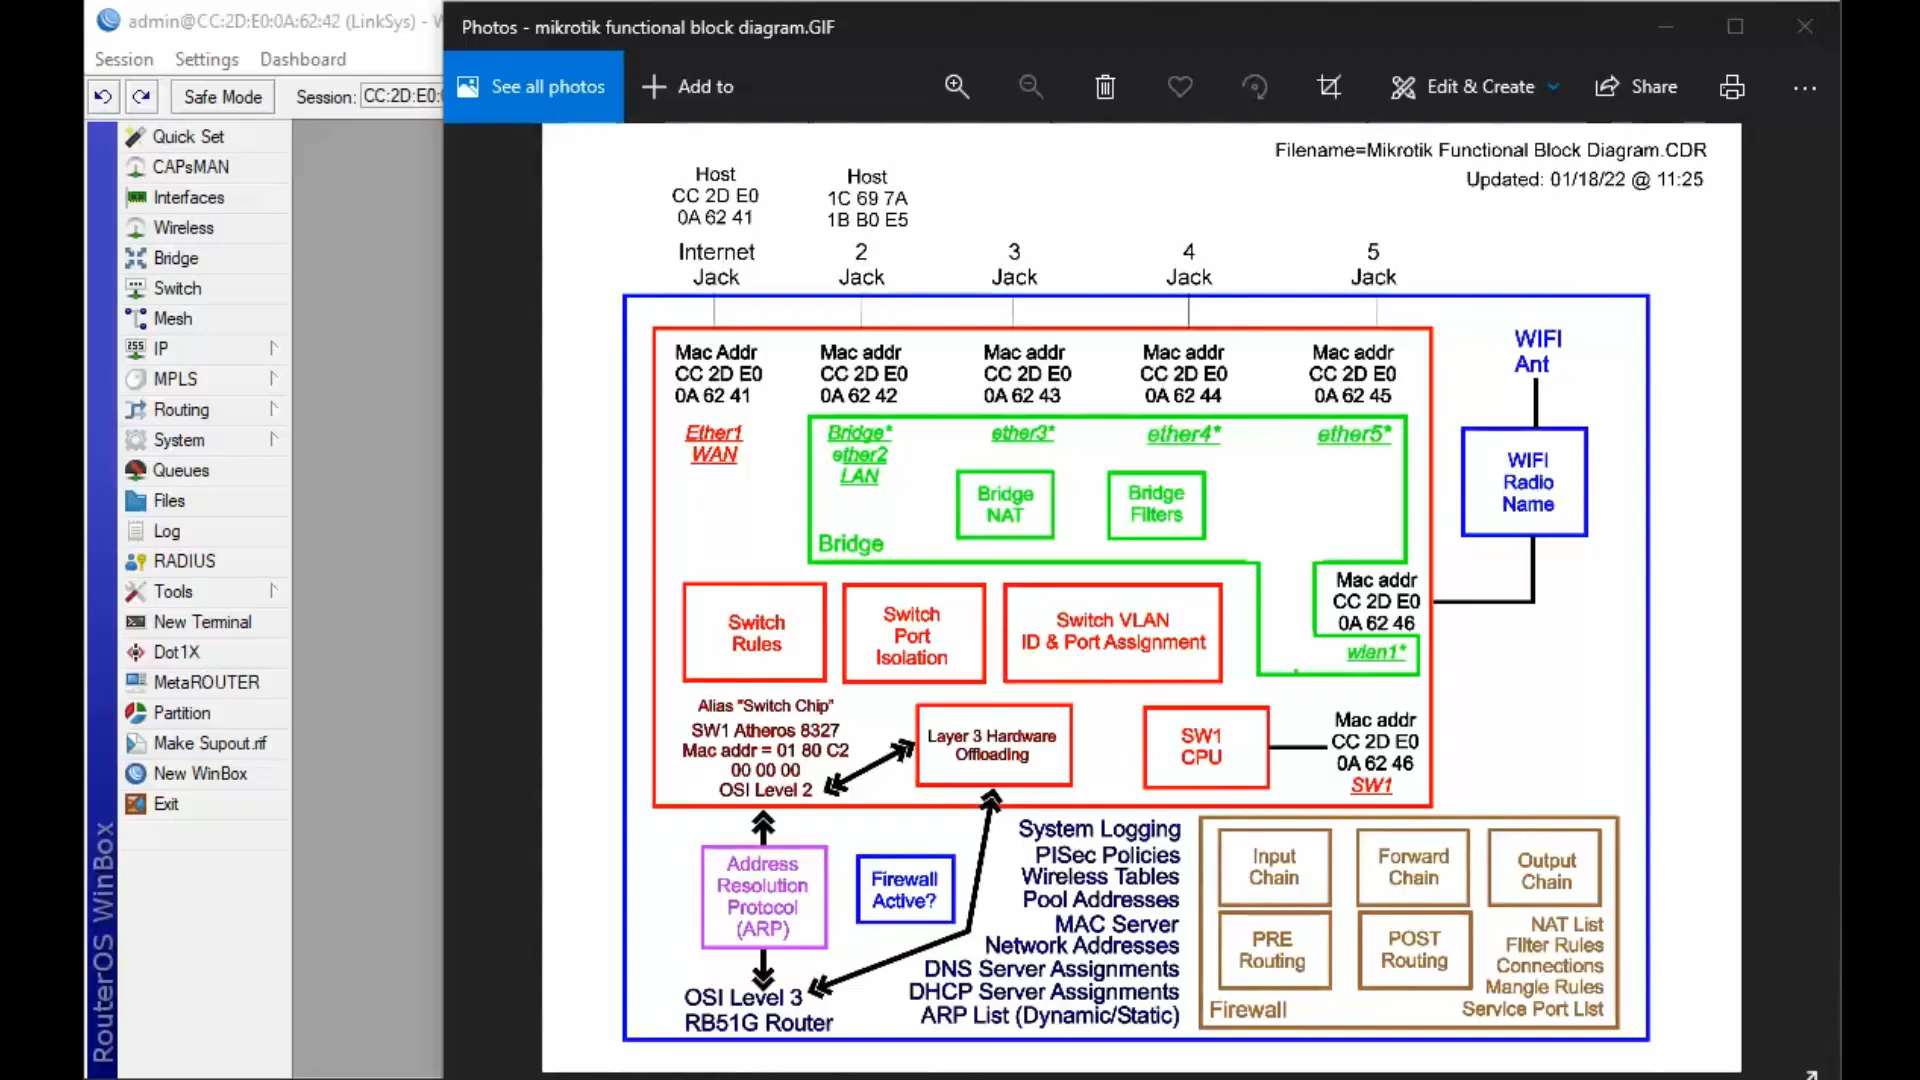 admin@CC:2D:E0:0A:62:42 (LinkSys) - W
Session Settings Dashboard
Safe Mode Session: CC:2D:E0:
Quick Set
CAPsMAN
Interfaces
Wireless
Bridge
Switch
Mesh
255 IP
MPLS
Routing
System
Queues
Files
Log
RADIUS
Tools
New Terminal
Dot1X
MetaROUTER
Partition
Make Supout.rif
New WinBox
Exit
RouterOS WinBox
Photos - mikrotik functional block diagram.GIF
See all photos
Add to
Edit & Create
Share
Filename=Mikrotik Functional Block Diagram.CDR
Updated: 01/18/22 @ 11:25
Host
CC 2D E0
0A 62 41
Host
1C 69 7A
1B B0 E5
Internet
Jack
2
Jack
3
Jack
4
Jack
5
Jack
Mac Addr
CC 2D E0
0A 62 41
Mac addr
CC 2D E0
0A 62 42
Mac addr
CC 2D E0
0A 62 43
Mac addr
CC 2D E0
0A 62 44
Mac addr
CC 2D E0
0A 62 45
WIFI
Ant
Ether1
WAN
Bridge*
ether2
LAN
ether3*
ether4*
ether5*
Bridge
NAT
Bridge
Filters
Bridge
WIFI
Radio
Name
Mac addr
CC 2D E0
0A 62 46
wlan1*
Switch
Rules
Switch
Port
Isolation
Switch VLAN
ID & Port Assignment
Alias "Switch Chip"
SW1 Atheros 8327
Mac addr = 01 80 C2
00 00 00
OSI Level 2
Layer 3 Hardware
Offloading
SW1
CPU
Mac addr
CC 2D E0
0A 62 46
SW1
Address
Resolution
Protocol
(ARP)
Firewall
Active?
OSI Level 3
RB51G Router
System Logging
PISec Policies
Wireless Tables
Pool Addresses
MAC Server
Network Addresses
DNS Server Assignments
DHCP Server Assignments
ARP List (Dynamic/Static)
Input
Chain
Forward
Chain
Output
Chain
PRE
Routing
POST
Routing
NAT List
Filter Rules
Connections
Mangle Rules
Service Port List
Firewall